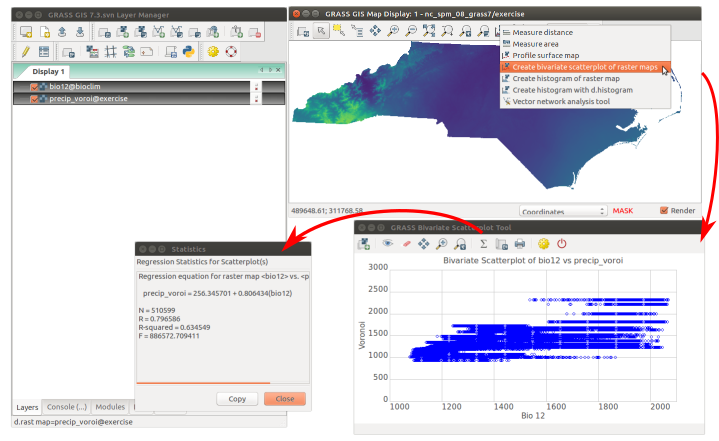 GRASS GIS 7.3.svn Layer Manager
Display 1
bio12@bioclim
precip_voroi@exercise
Layers
Console (...)
Modules
d.rast map=precip_voroi@exercise
GRASS GIS Map Display: 1 - nc_spm_08_grass7/exercise
Measure distance
Measure area
Profile surface map
Create bivariate scatterplot of raster maps
Create histogram of raster map
Create histogram with d.histogram
Vector network analysis tool
489648.61; 311768.58
Coordinates
MASK
Render
Statistics
Regression Statistics for Scatterplot(s)
Regression equation for raster map <bio12> vs. <p
precip_voroi = 256.345701 + 0.806434(bio12)
N = 510599
R = 0.796586
R-squared = 0.634549
F = 886572.709411
Copy
Close
GRASS Bivariate Scatterplot Tool
Bivariate Scatterplot of bio12 vs precip_voroi
3000
2500
2000
1500
1000
500
0
Voronoi
1000
1200
1400
1600
1800
2000
Bio 12